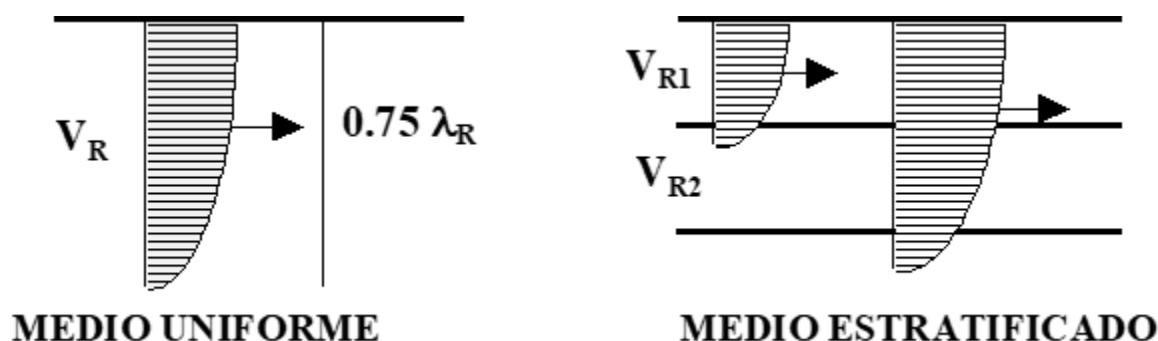 V_R
0.75 λ_R
MEDIO UNIFORME
V_R1
V_R2
MEDIO ESTRATIFICADO